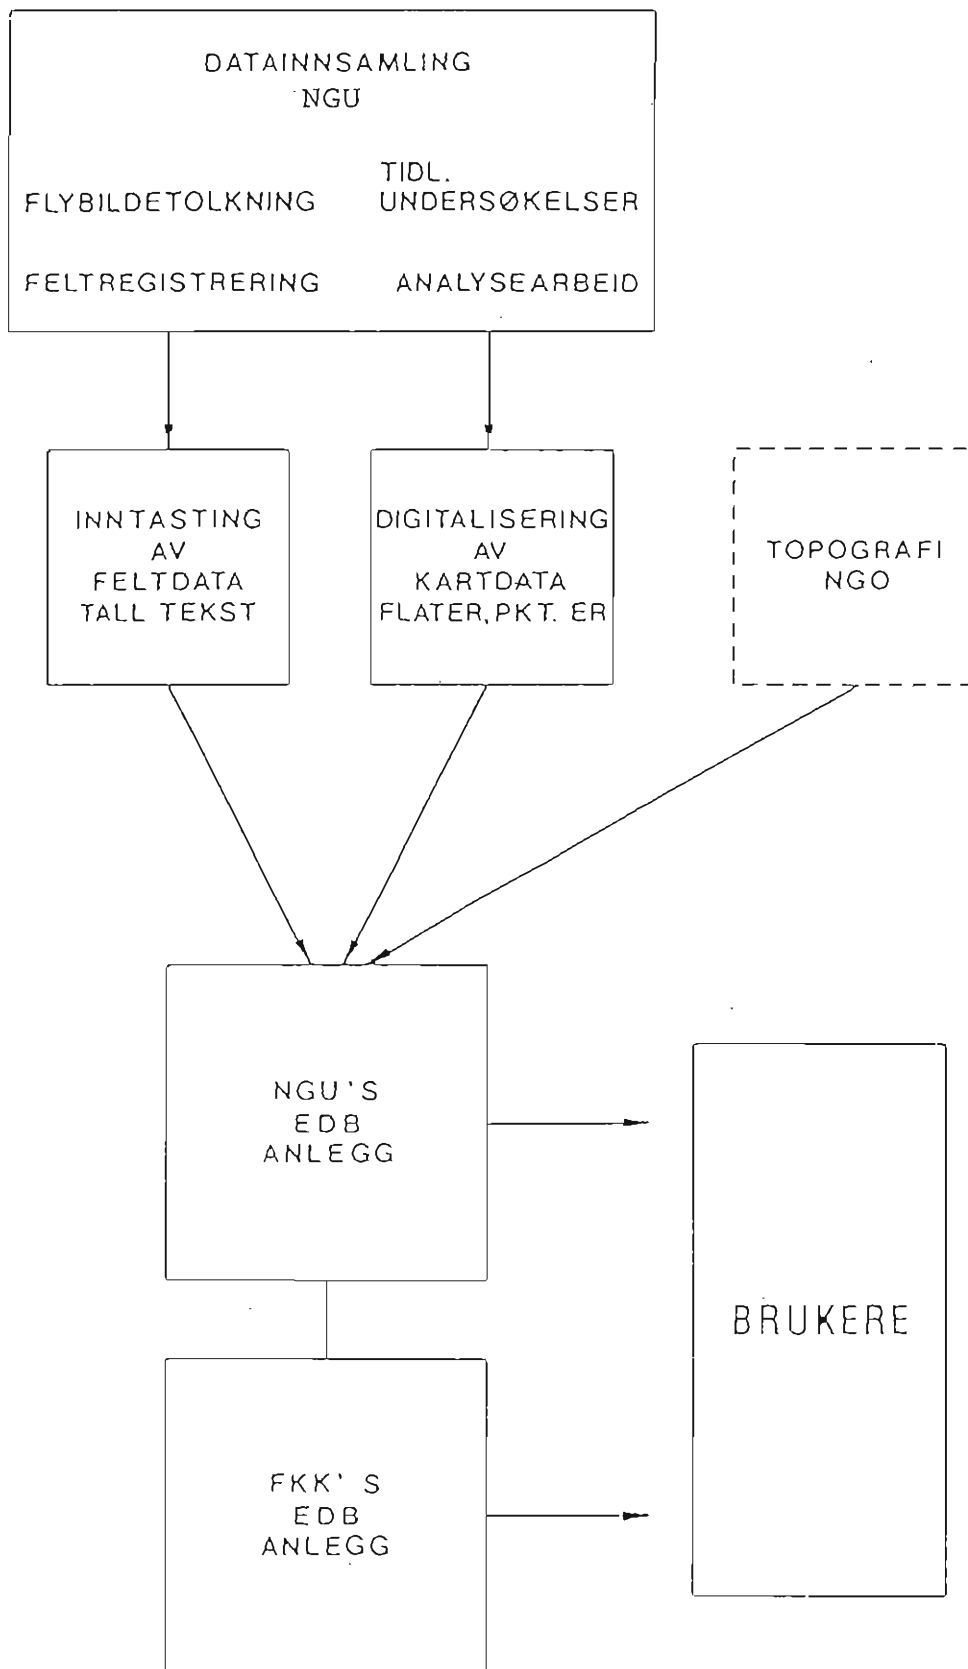 DATAINNSAMLING
NGU
FLYBILDETOLKNING
TIDL.
UNDERSØKELSER
FELTREGISTRERING
ANALYSEARBEID
INNTASTING
AV
FELTDATA
TALL TEKST
DIGITALISERING
AV
KARTDATA
FLATER, PKT. ER
TOPOGRAFI
NGO
NGU'S
EDB
ANLEGG
BRUKERE
FKK'S
EDB
ANLEGG